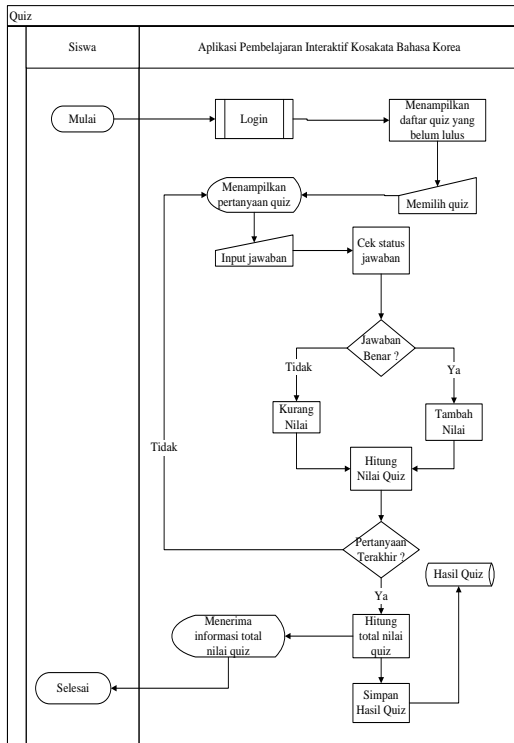 Quiz
Siswa
Aplikasi Pembelajaran Interaktif Kosakata Bahasa Korea
Mulai
Login
Menampilkan
daftar quiz yang
belum lulus
Menampilkan
pertanyaan quiz
Memilih quiz
Input jawaban
Cek status
jawaban
Jawaban
Benar ?
Tidak
Ya
Kurang
Nilai
Tambah
Nilai
Tidak
Hitung
Nilai Quiz
Pertanyaan
Terakhir ?
Hasil Quiz
Ya
Menerima
informasi total
nilai quiz
Hitung
total nilai
quiz
Selesai
Simpan
Hasil Quiz